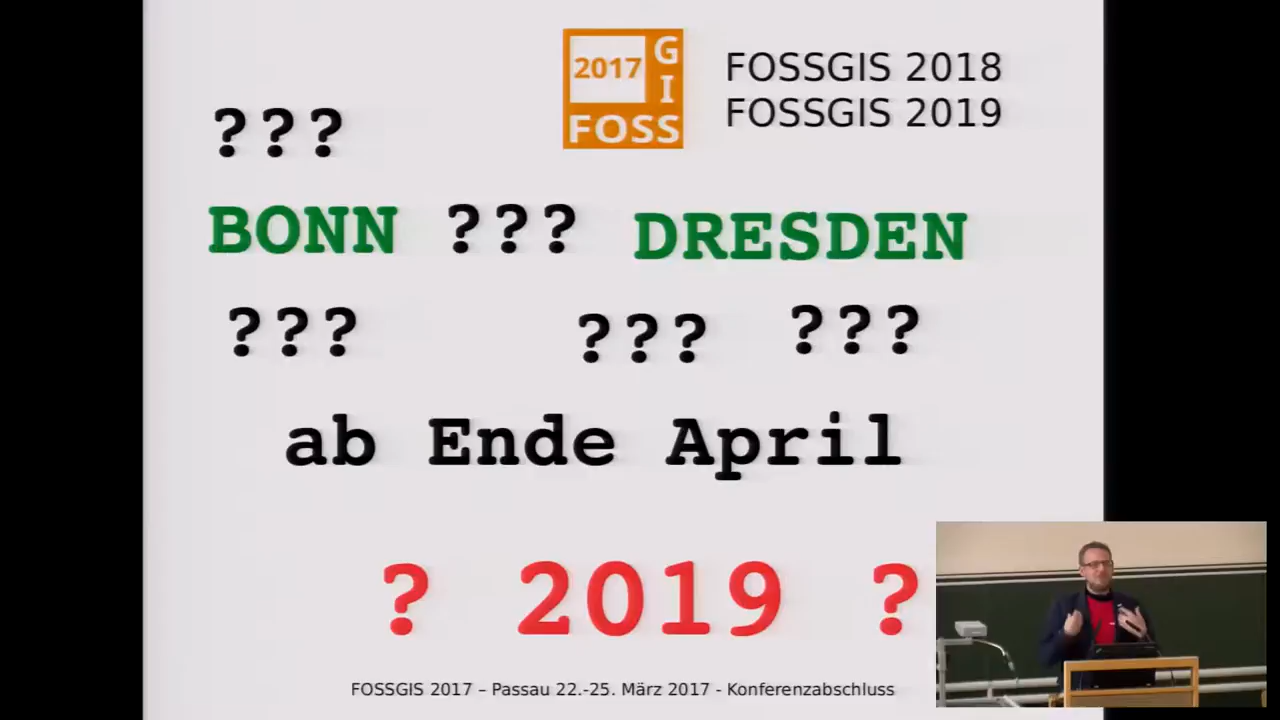 2017 GIS
FOSS
FOSSGIS 2018
FOSSGIS 2019
???
BONN ??? DRESDEN
??? ??? ???
ab Ende April
? 2019 ?
FOSSGIS 2017 – Passau 22.-25. März 2017 - Konferenzabschluss